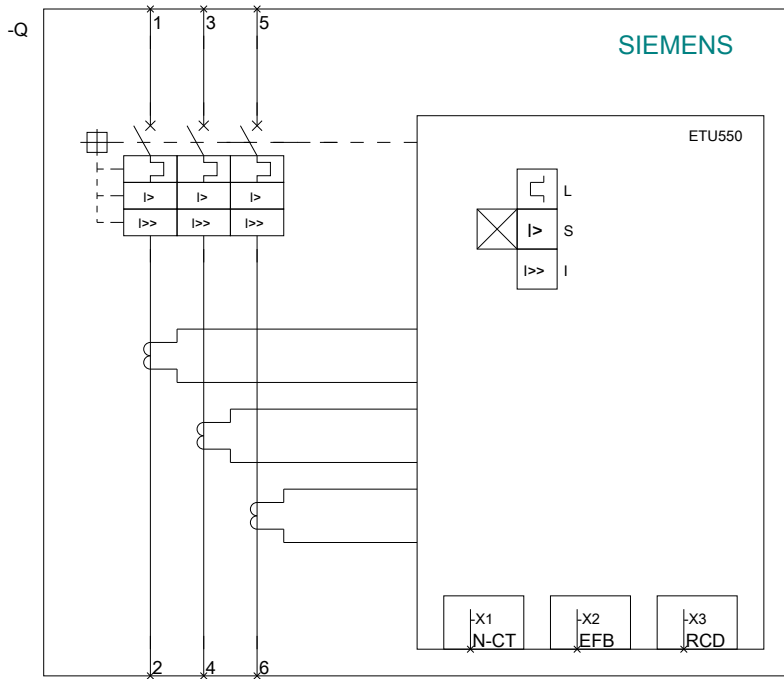 -Q
1 3 5
SIEMENS
ETU550
L
I> I> I>
I> S
I>> I>> I>>
I>> I
-X1 -X2 -X3
N-CT EFB RCD
2 4 6